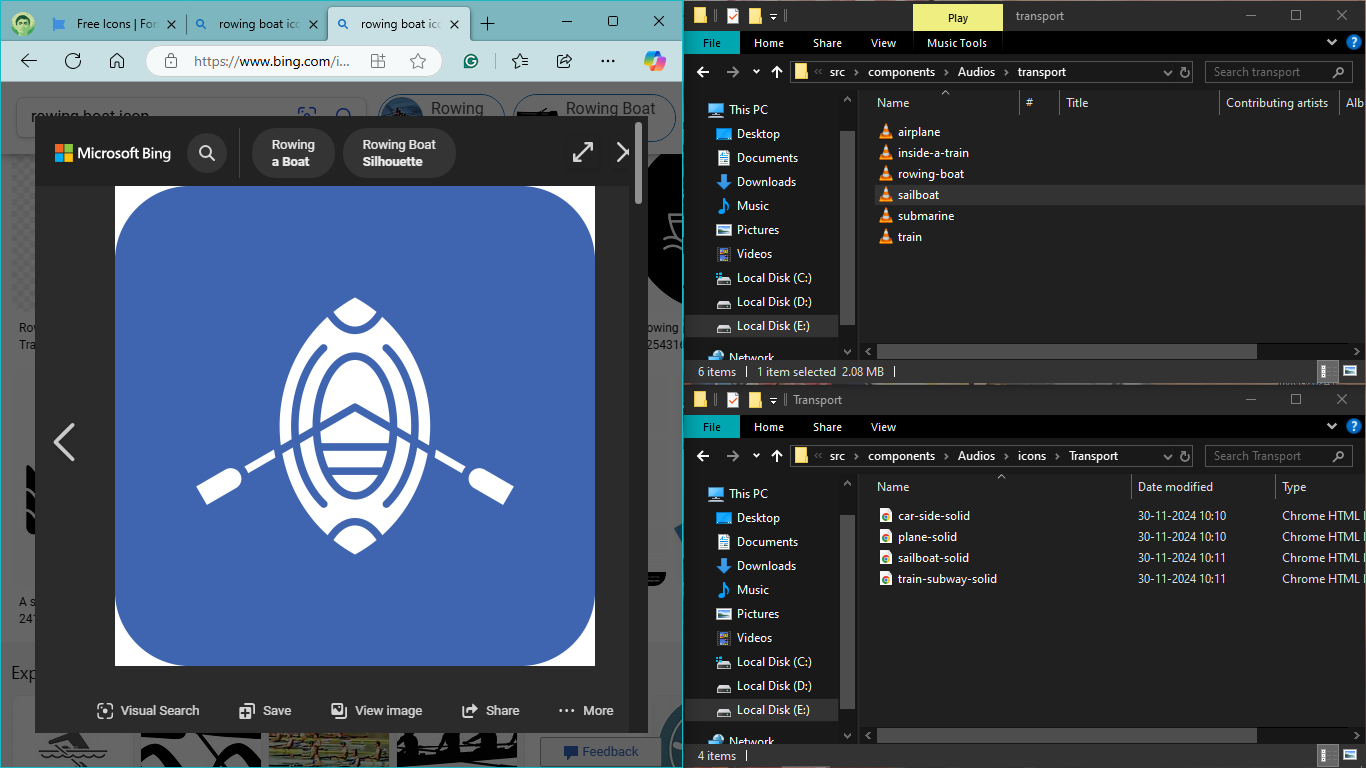 Free Icons | Fon
rowing boat ico
rowing boat ico
https://www.bing.com/i...
rowing boat icon
Rowing
Rowing Boat
Microsoft Bing
Rowing
a Boat
Rowing Boat
Silhouette
Row
Tra
owing
254316
A s
24
Exp
Visual Search
Save
View image
Share
More
Feedback
Play
transport
File
Home
Share
View
Music Tools
src
components
Audios
transport
Search transport
This PC
Desktop
Documents
Downloads
Music
Pictures
Videos
Local Disk (C:)
Local Disk (D:)
Local Disk (E:)
Network
Name
#
Title
Contributing artists
Alb
airplane
inside-a-train
rowing-boat
sailboat
submarine
train
6 items
1 item selected 2.08 MB
Transport
File
Home
Share
View
src
components
Audios
icons
Transport
Search Transport
This PC
Desktop
Documents
Downloads
Music
Pictures
Videos
Local Disk (C:)
Local Disk (D:)
Local Disk (E:)
Network
Name
Date modified
Type
car-side-solid
30-11-2024 10:10
Chrome HTML
plane-solid
30-11-2024 10:10
Chrome HTML
sailboat-solid
30-11-2024 10:11
Chrome HTML
train-subway-solid
30-11-2024 10:11
Chrome HTML
4 items